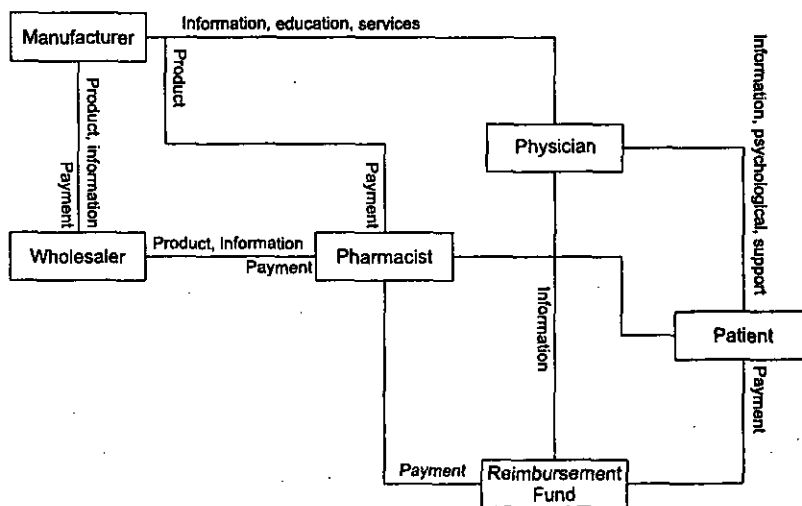 Information, education, services
Manufacturer
Product
Product, information
Payment
Physician
Information, psychological, support
Payment
Wholesaler
Product, Information
Payment
Pharmacist
Information
Patient
Payment
Payment
Reimbursement
Fund